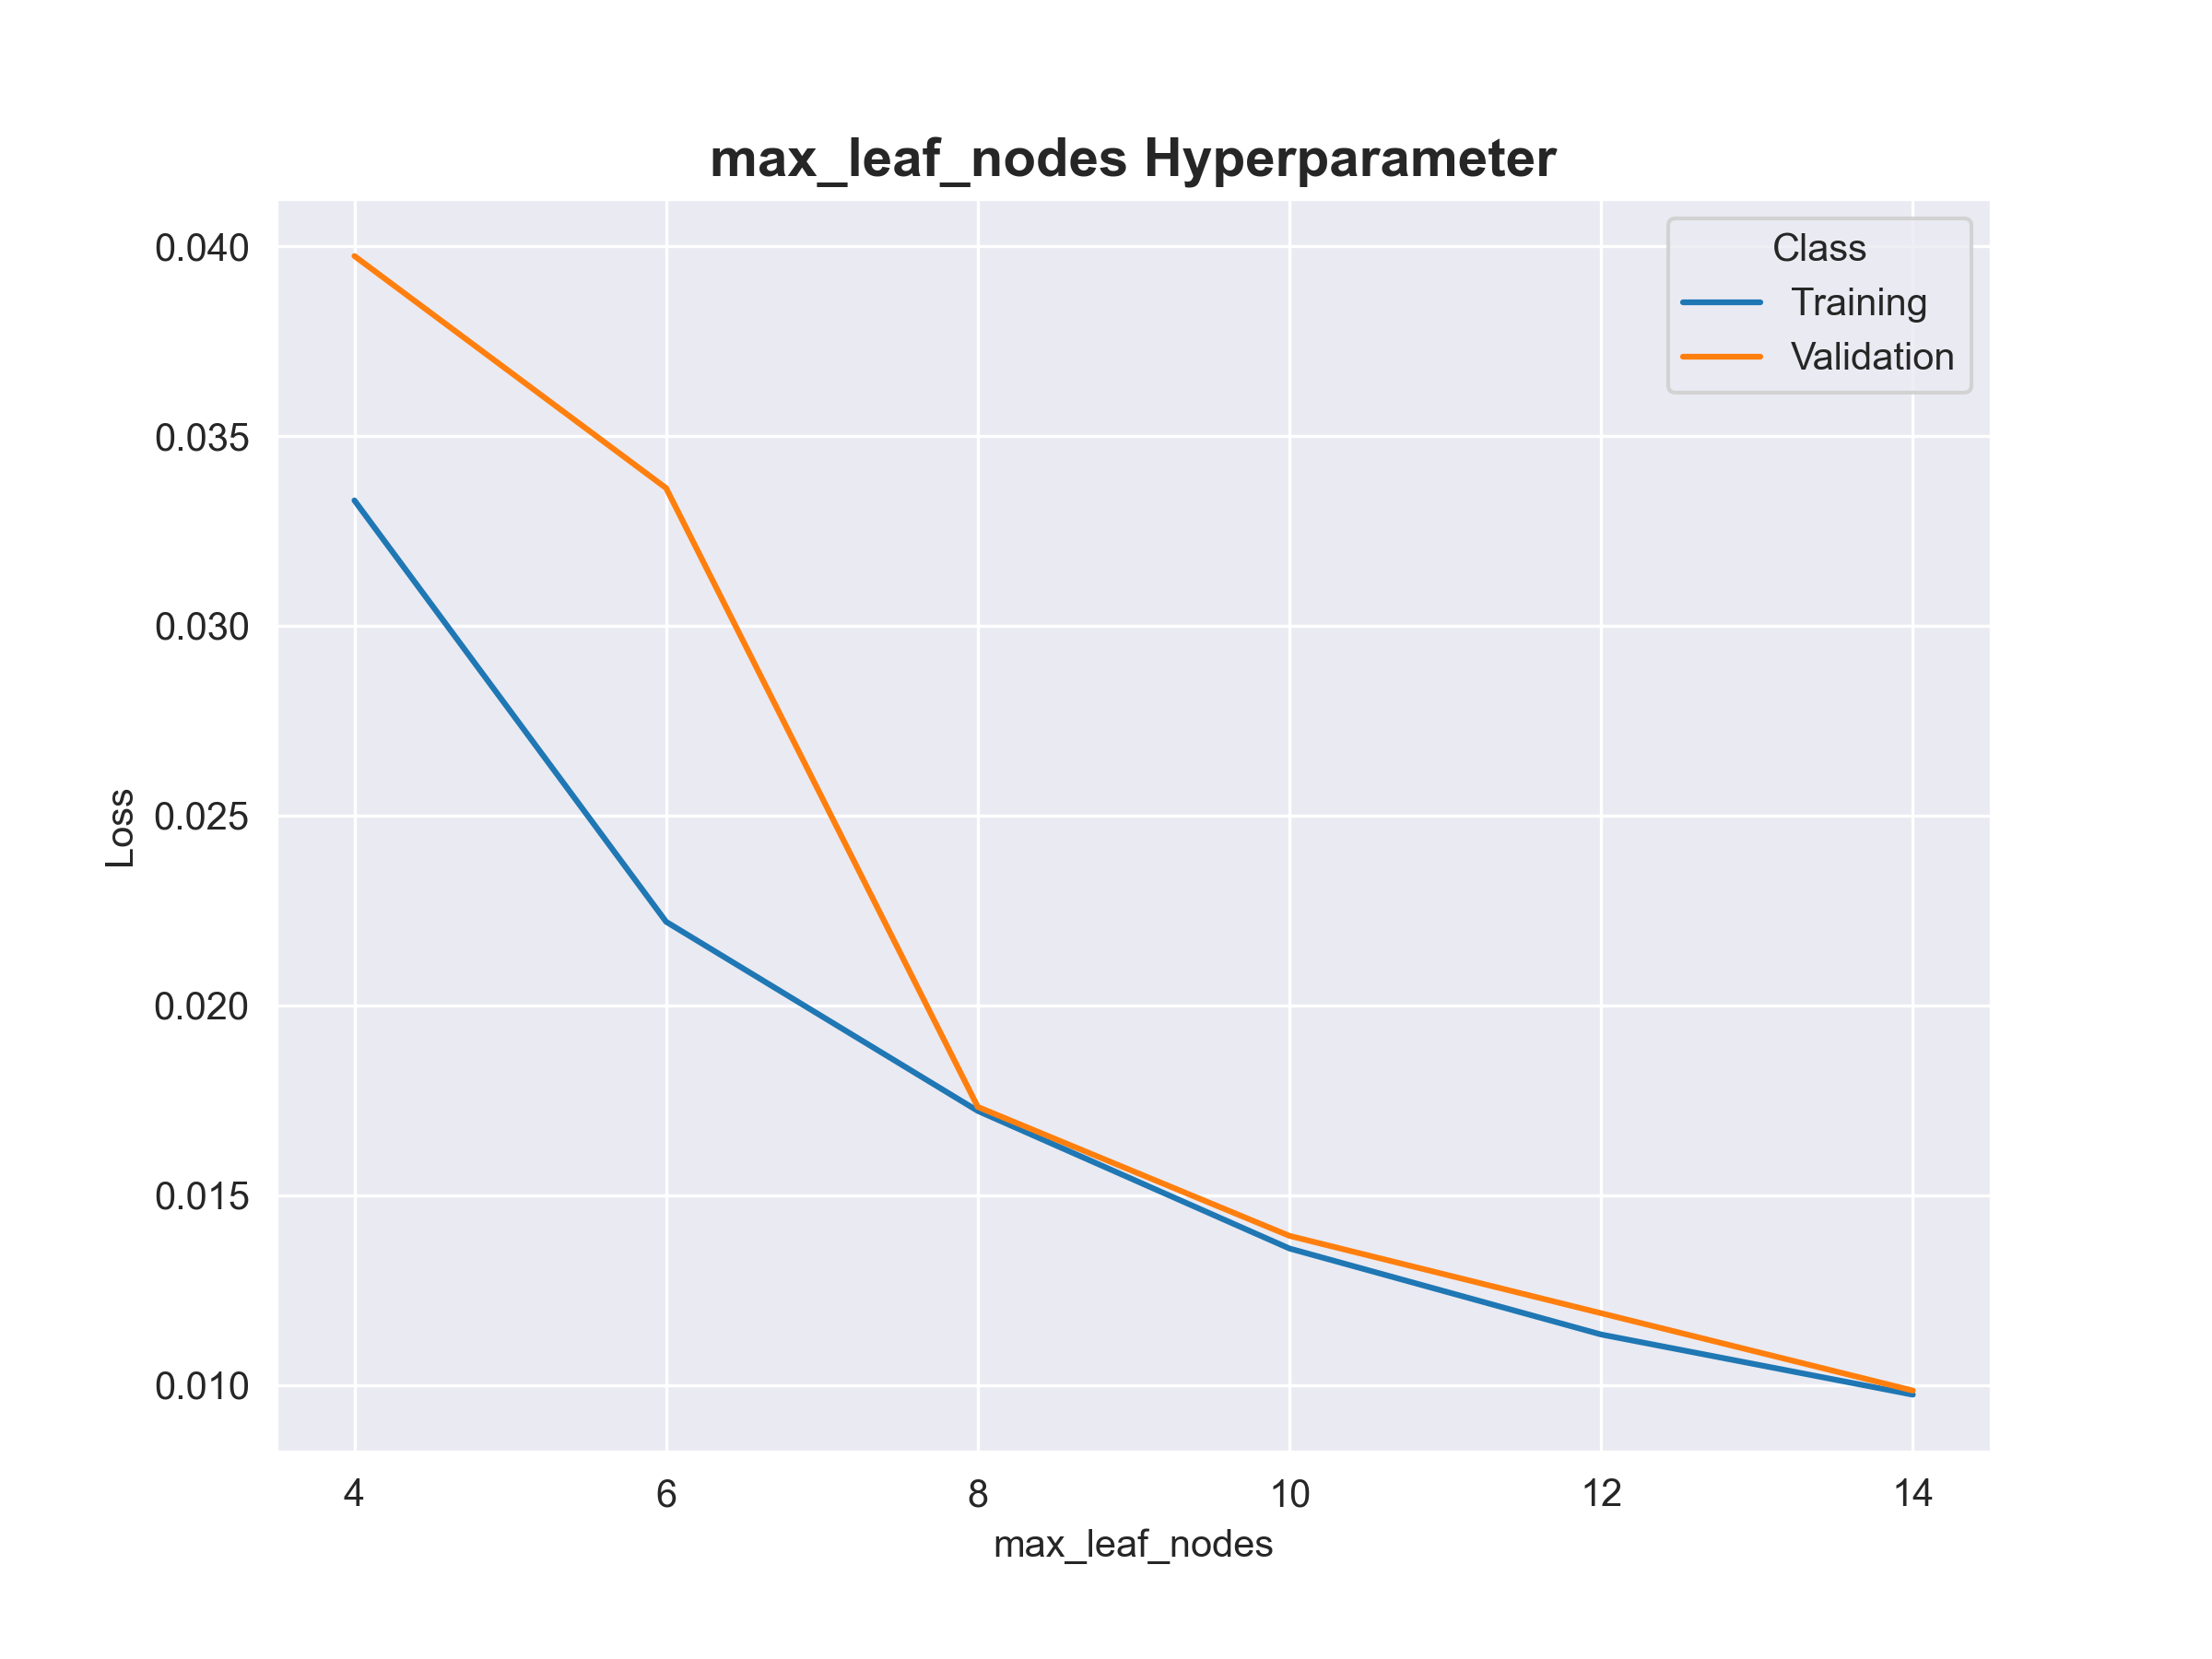 max_leaf_nodes Hyperparameter
Class
Training
Validation
0.040
0.035
0.030
0.025
0.020
0.015
0.010
Loss
4 6 8 10 12 14
max_leaf_nodes